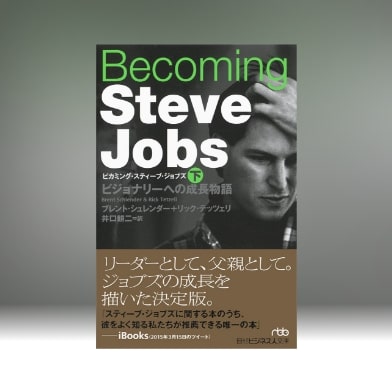 Becoming
Steve
Jobs
ビカミング・スティーブ・ジョブズ 下
ビジョナリーへの成長物語
Brent Schlender & Rick Tetzeli
ブレント・シュレンダー+リック・テッツェリ
井口耕二=訳
リーダーとして、父親として。
ジョブズの成長を
描いた決定版。
「スティーブ・ジョブズに関する本のうち、
彼をよく知る私たちが推薦できる唯一の本」
——iBooks(2015年3月15日のツイート)
nbb
日経ビジネス人文庫